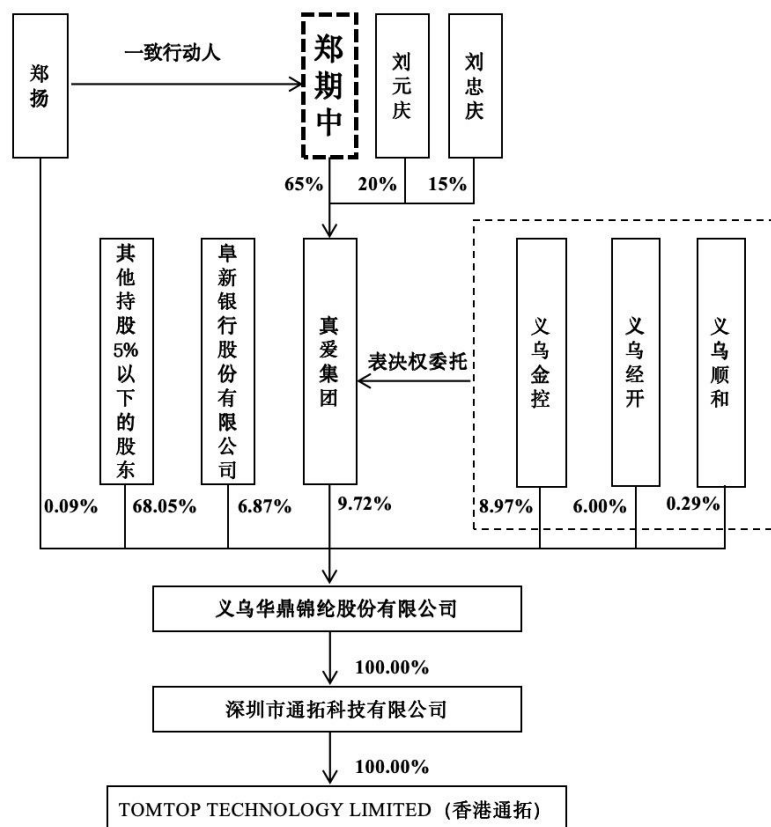 郑扬
一致行动人
郑期中
刘元庆
刘忠庆
65%
20%
15%
其他持股5%以下的股东
阜新银行股份有限公司
真爱集团
表决权委托
义乌金控
义乌经开
义乌顺和
0.09%
68.05%
6.87%
9.72%
8.97%
6.00%
0.29%
义乌华鼎锦纶股份有限公司
100.00%
深圳市通拓科技有限公司
100.00%
TOMTOP TECHNOLOGY LIMITED（香港通拓）